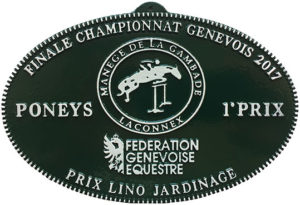 FINALE CHAMPIONNAT GENEVOIS 2017
MANEGE DE LA GAMBADE
LACONNEX
PONEYS 1'PRIX
FEDERATION
GENEVOISE
EQUESTRE
PRIX LINO JARDINAGE